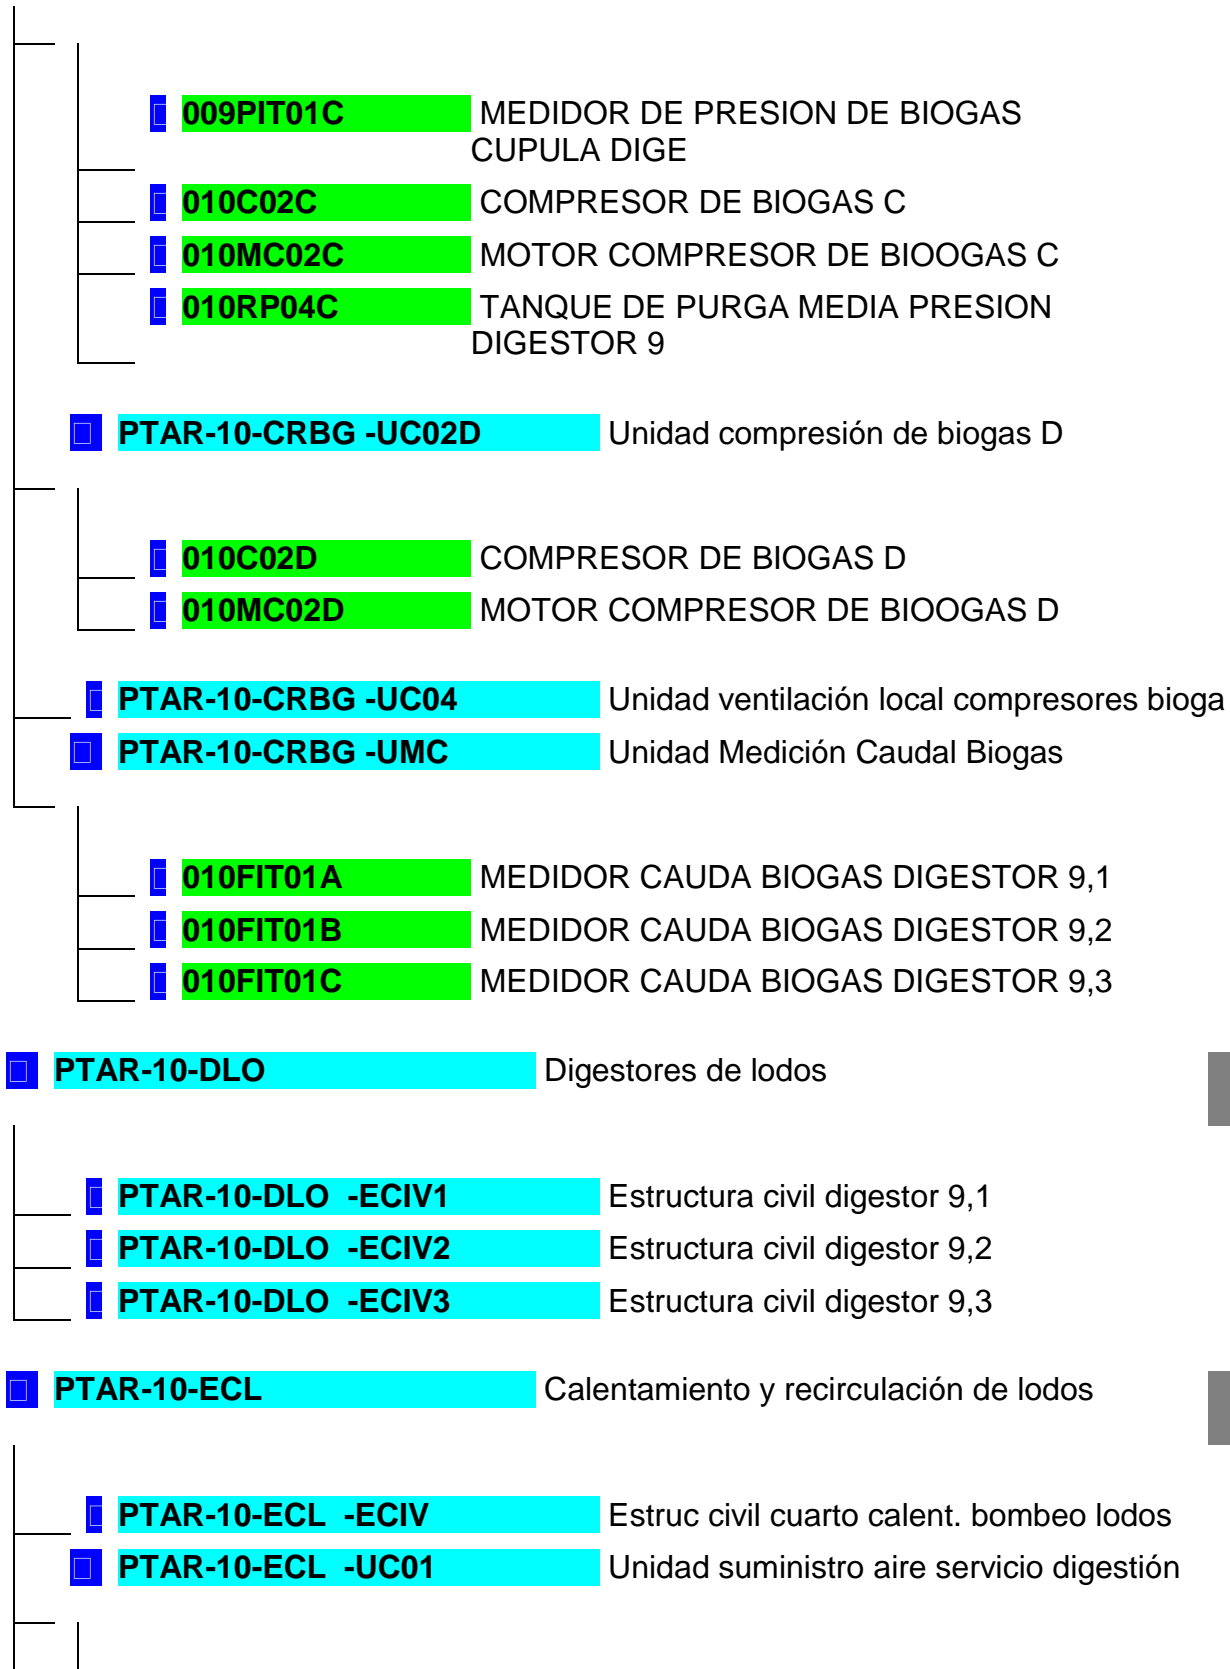 009PIT01C MEDIDOR DE PRESION DE BIOGAS
CUPULA DIGE
010C02C COMPRESOR DE BIOGAS C
010MC02C MOTOR COMPRESOR DE BIOOGAS C
010RP04C TANQUE DE PURGA MEDIA PRESION
DIGESTOR 9
PTAR-10-CRBG -UC02D Unidad compresión de biogas D
010C02D COMPRESOR DE BIOGAS D
010MC02D MOTOR COMPRESOR DE BIOOGAS D
PTAR-10-CRBG -UC04 Unidad ventilación local compresores bioga
PTAR-10-CRBG -UMC Unidad Medición Caudal Biogas
010FIT01A MEDIDOR CAUDA BIOGAS DIGESTOR 9,1
010FIT01B MEDIDOR CAUDA BIOGAS DIGESTOR 9,2
010FIT01C MEDIDOR CAUDA BIOGAS DIGESTOR 9,3
PTAR-10-DLO Digestores de lodos
PTAR-10-DLO -ECIV1 Estructura civil digestor 9,1
PTAR-10-DLO -ECIV2 Estructura civil digestor 9,2
PTAR-10-DLO -ECIV3 Estructura civil digestor 9,3
PTAR-10-ECL Calentamiento y recirculación de lodos
PTAR-10-ECL -ECIV Estruc civil cuarto calent. bombeo lodos
PTAR-10-ECL -UC01 Unidad suministro aire servicio digestión